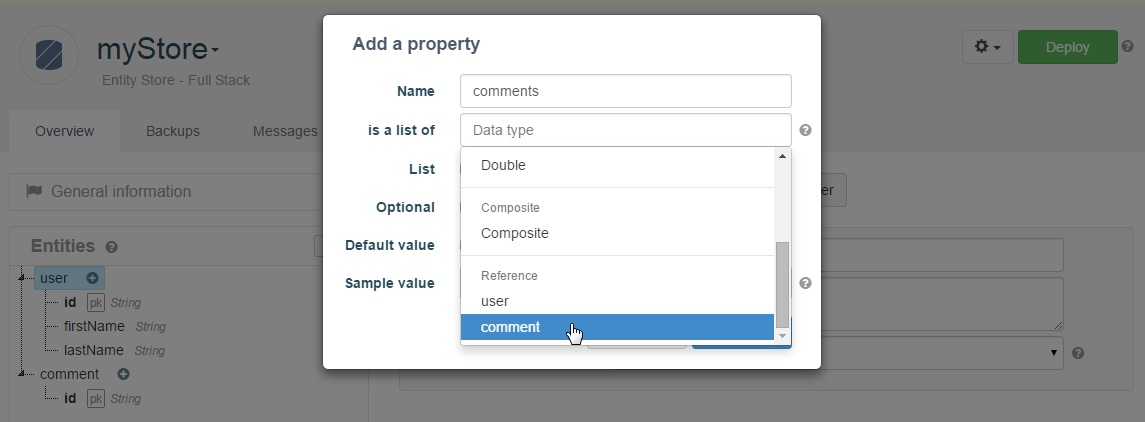 myStore
Entity Store - Full Stack
Deploy
?
Overview
Backups
Messages
General information
Entities ?
user
id pk String
firstName String
lastName String
comment
id pk String
Add a property
Name comments
is a list of Data type ?
List
Optional
Default value
Sample value ?
Double
Composite
Composite
Reference
user
comment
?